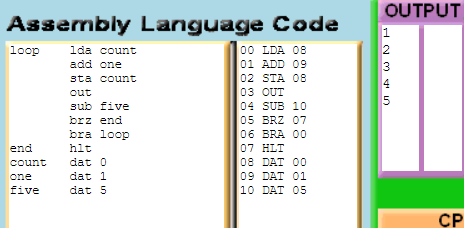 Assembly Language Code
loop lda count
add one
sta count
out
sub five
brz end
bra loop
end hlt
count dat 0
one dat 1
five dat 5
00 LDA 08
01 ADD 09
02 STA 08
03 OUT
04 SUB 10
05 BRZ 07
06 BRA 00
07 HLT
08 DAT 00
09 DAT 01
10 DAT 05
OUTPUT
1
2
3
4
5
CP